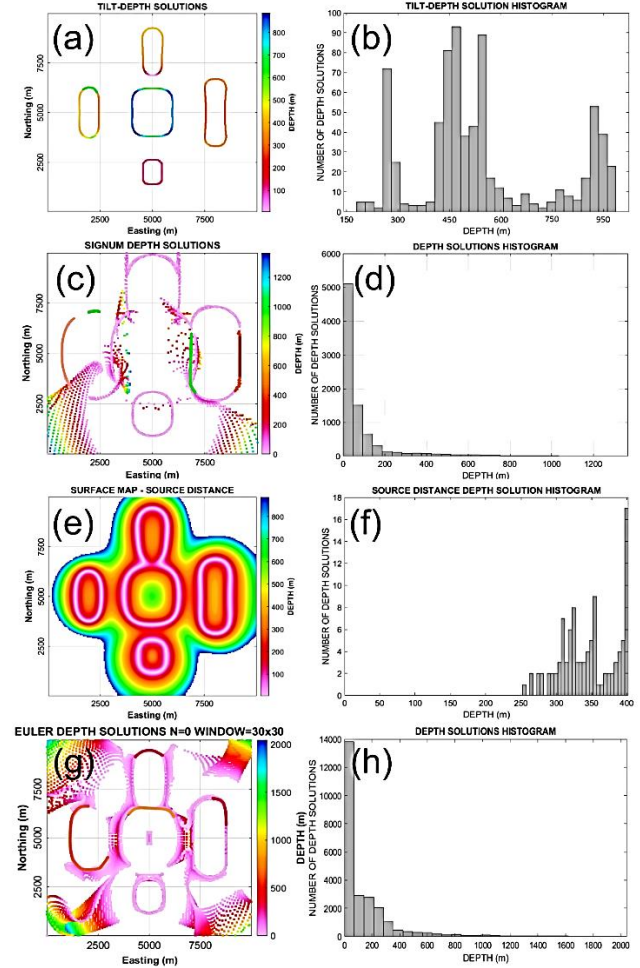 TILT-DEPTH SOLUTIONS
(a)
Northing (m)
7500
5000
2500
2500 5000 7500
Easting (m)
800
700
600
500
400
300
200
100
DEPTH (m)
TILT-DEPTH SOLUTION HISTOGRAM
(b)
NUMBER OF DEPTH SOLUTIONS
100
90
80
70
60
50
40
30
20
10
0
150 300 450 600 750 900
DEPTH (m)
SIGNUM DEPTH SOLUTIONS
(c)
Northing (m)
7500
5000
2500
2500 5000 7500
Easting (m)
1200
1000
800
600
400
200
0
DEPTH (m)
DEPTH SOLUTIONS HISTOGRAM
(d)
NUMBER OF DEPTH SOLUTIONS
6000
5000
4000
3000
2000
1000
0
0 200 400 600 800 1000 1200
DEPTH (m)
SURFACE MAP - SOURCE DISTANCE
(e)
Northing (m)
7500
5000
2500
2500 5000 7500
Easting (m)
800
700
600
500
400
300
200
100
DEPTH (m)
SOURCE DISTANCE DEPTH SOLUTION HISTOGRAM
(f)
NUMBER OF DEPTH SOLUTIONS
18
16
14
12
10
8
6
4
2
0
0 50 100 150 200 250 300 350 400
DEPTH (m)
EULER DEPTH SOLUTIONS N=0 WINDOW=30x30
(g)
Northing (m)
7500
5000
2500
0 2500 5000 7500 10000
Easting (m)
2000
1500
1000
500
0
DEPTH (m)
DEPTH SOLUTIONS HISTOGRAM
(h)
NUMBER OF DEPTH SOLUTIONS
14000
12000
10000
8000
6000
4000
2000
0
0 200 400 600 800 1000 1200 1400 1600 1800 2000
DEPTH (m)